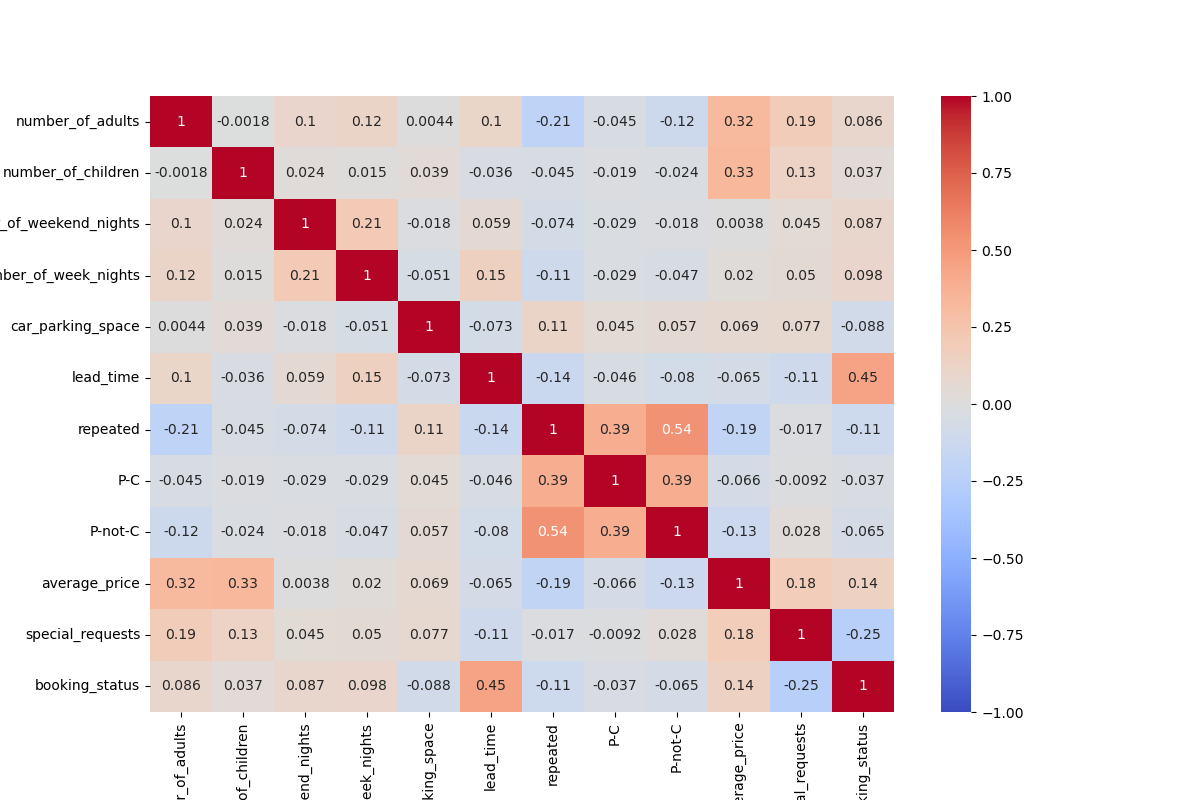 number_of_adults 1 -0.0018 0.1 0.12 0.0044 0.1 -0.21 -0.045 -0.12 0.32 0.19 0.086 1.00
number_of_children -0.0018 1 0.024 0.015 0.039 -0.036 -0.045 -0.019 -0.024 0.33 0.13 0.037 0.75
_of_weekend_nights 0.1 0.024 1 0.21 -0.018 0.059 -0.074 -0.029 -0.018 0.0038 0.045 0.087 0.50
nber_of_week_nights 0.12 0.015 0.21 1 -0.051 0.15 -0.11 -0.029 -0.047 0.02 0.05 0.098
car_parking_space 0.0044 0.039 -0.018 -0.051 1 -0.073 0.11 0.045 0.057 0.069 0.077 -0.088 0.25
lead_time 0.1 -0.036 0.059 0.15 -0.073 1 -0.14 -0.046 -0.08 -0.065 -0.11 0.45 0.00
repeated -0.21 -0.045 -0.074 -0.11 0.11 -0.14 1 0.39 0.54 -0.19 -0.017 -0.11
P-C -0.045 -0.019 -0.029 -0.029 0.045 -0.046 0.39 1 0.39 -0.066 -0.0092 -0.037 −0.25
P-not-C -0.12 -0.024 -0.018 -0.047 0.057 -0.08 0.54 0.39 1 -0.13 0.028 -0.065 −0.50
average_price 0.32 0.33 0.0038 0.02 0.069 -0.065 -0.19 -0.066 -0.13 1 0.18 0.14
special_requests 0.19 0.13 0.045 0.05 0.077 -0.11 -0.017 -0.0092 0.028 0.18 1 -0.25 −0.75
booking_status 0.086 0.037 0.087 0.098 -0.088 0.45 -0.11 -0.037 -0.065 0.14 -0.25 1 −1.00
r_of_adults
of_children
end_nights
eek_nights
king_space
lead_time
repeated
P-C
P-not-C
erage_price
al_requests
king_status